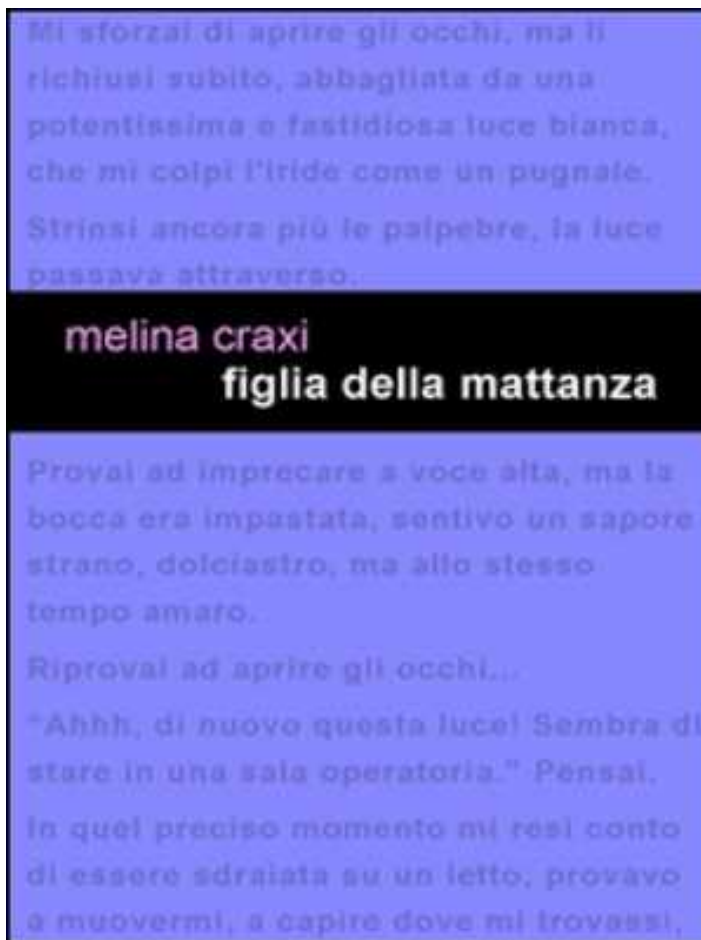 Mi sforzai di aprire gli occhi, ma li
richiusi subito, abbagliata da una
potentissima e fastidiosa luce bianca,
che mi colpì l'iride come un pugnale.
Strinsi ancora più le palpebre, la luce
passava attraverso.
melina craxi
figlia della mattanza
Provai ad imprecare a voce alta, ma la
bocca era impastata, sentivo un sapore
strano, dolciastro, ma allo stesso
tempo amaro.
Riprovai ad aprire gli occhi...
"Ahhh, di nuovo questa luce! Sembra di
stare in una sala operatoria." Pensai.
In quel preciso momento mi resi conto
di essere sdraiata su un letto, provavo
a muovermi, a capire dove mi trovassi,